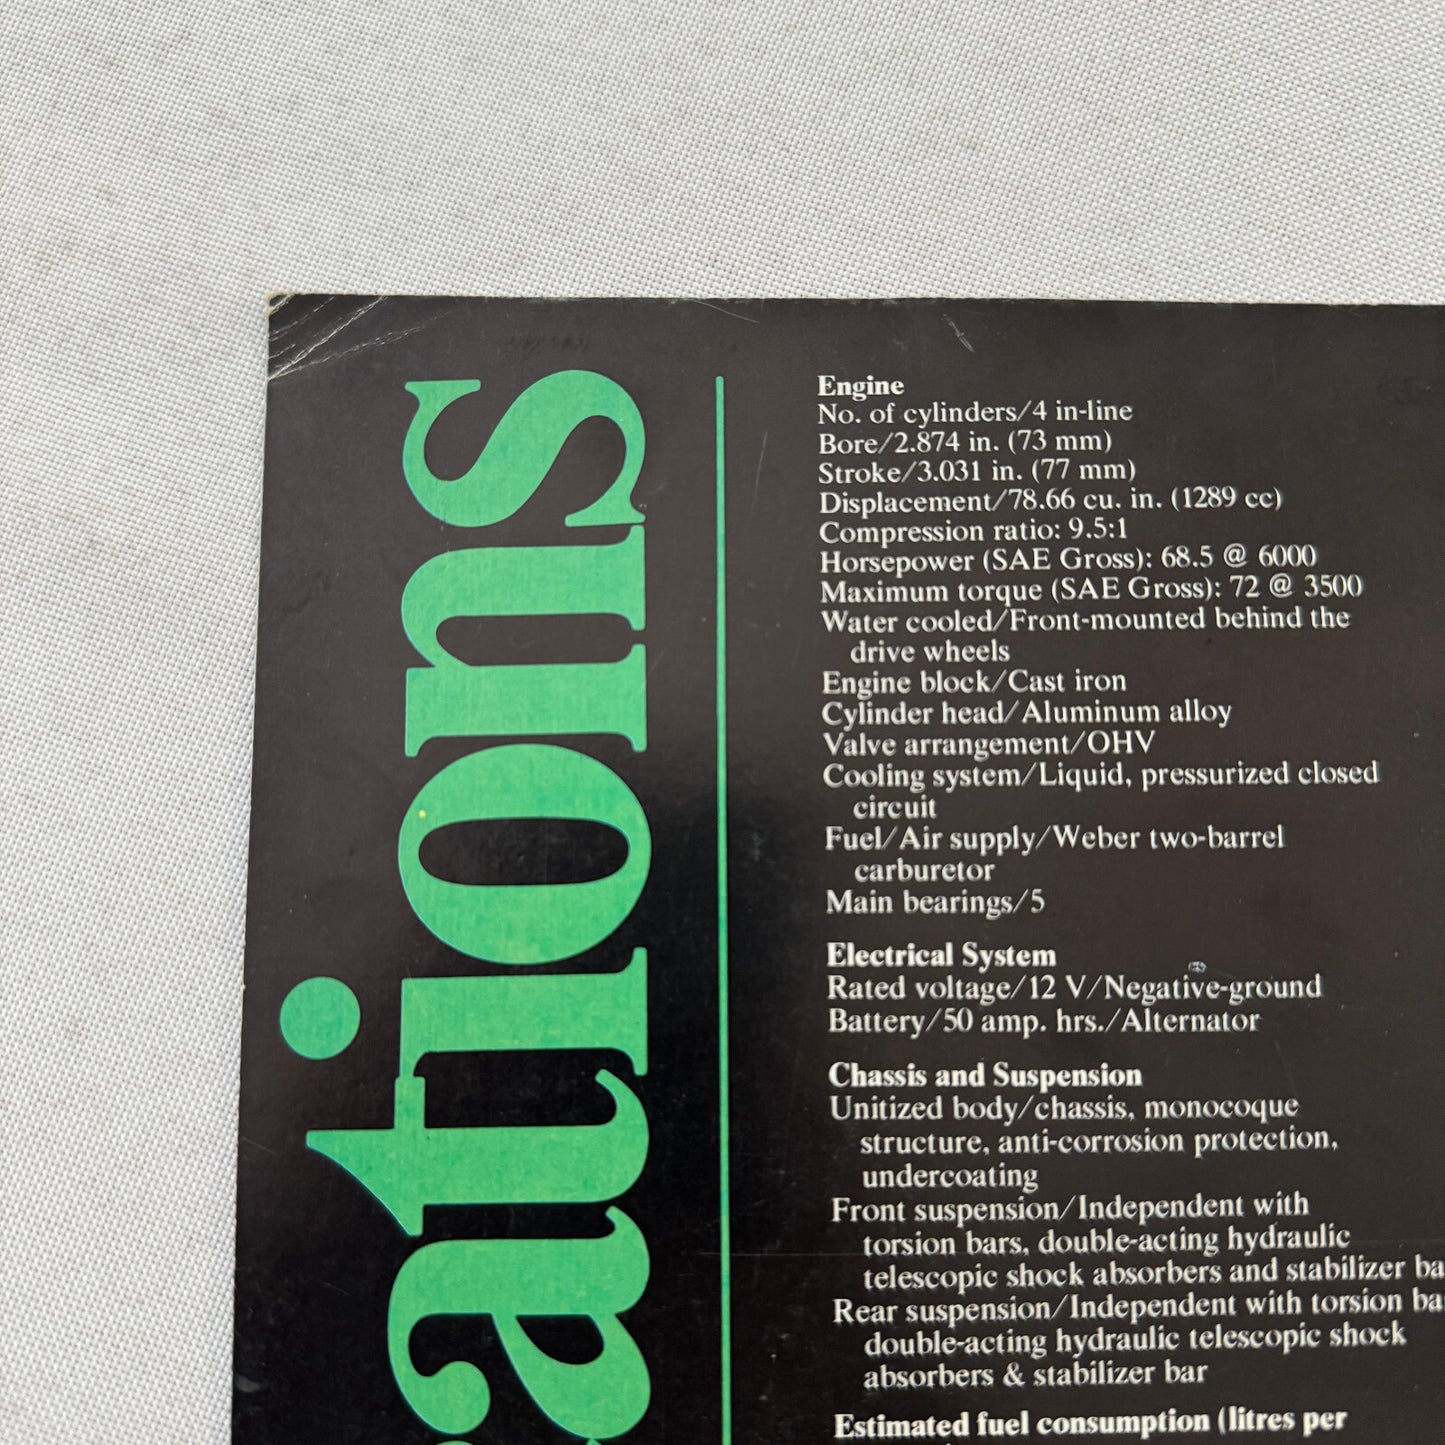 ations
Engine
No. of cylinders/4 in-line
Bore/2.874 in. (73 mm)
Stroke/3.031 in. (77 mm)
Displacement/78.66 cu. in. (1289 cc)
Compression ratio: 9.5:1
Horsepower (SAE Gross): 68.5 @ 6000
Maximum torque (SAE Gross): 72 @ 3500
Water cooled/Front-mounted behind the
drive wheels
Engine block/Cast iron
Cylinder head/Aluminum alloy
Valve arrangement/OHV
Cooling system/Liquid, pressurized closed
circuit
Fuel/Air supply/Weber two-barrel
carburetor
Main bearings/5
Electrical System
Rated voltage/12 V/Negative-ground
Battery/50 amp. hrs./Alternator
Chassis and Suspension
Unitized body/chassis, monocoque
structure, anti-corrosion protection,
undercoating
Front suspension/Independent with
torsion bars, double-acting hydraulic
telescopic shock absorbers and stabilizer ba
Rear suspension/Independent with torsion ba
double-acting hydraulic telescopic shock
absorbers & stabilizer bar
Estimated fuel consumption (litres per